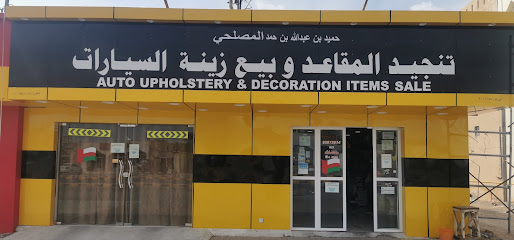 حميد بن عبدالله بن حمد المصلحي
تنجيد المقاعد و بيع زينة السيارات
AUTO UPHOLSTERY & DECORATION ITEMS SALE